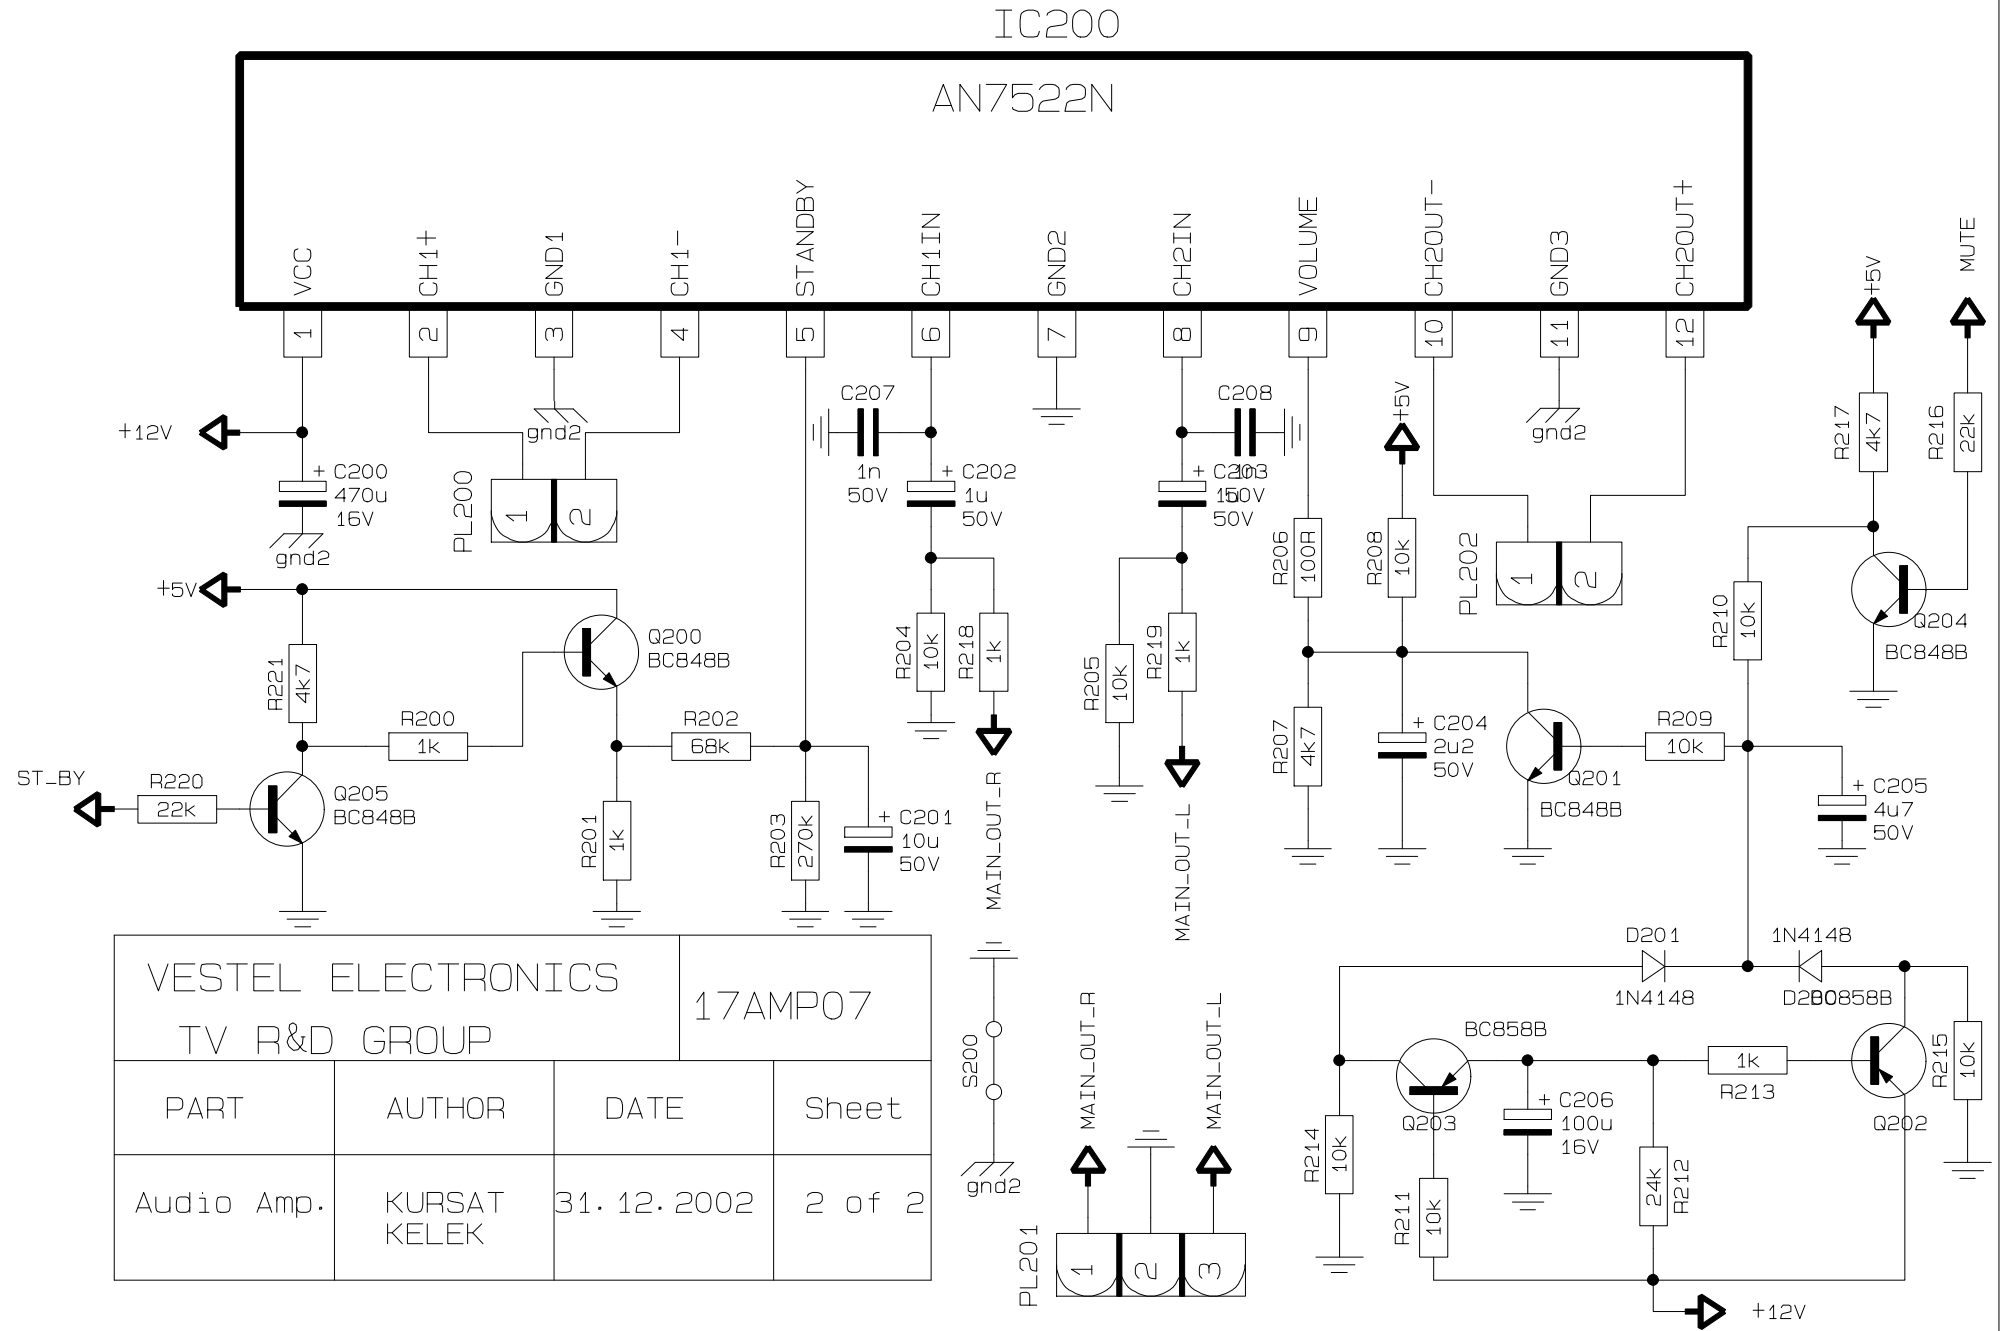 IC200
AN7522N
VCC
CH1+
GND1
CH1-
STANDBY
CH1IN
GND2
CH2IN
VOLUME
CH2OUT-
GND3
CH2OUT+
1
2
3
4
5
6
7
8
9
10
11
12
+5V
MUTE
+12V
C200
470u
16V
gnd2
gnd2
PL200
1
2
C207
1n
50V
C202
1u
50V
C208
1n
50V
C203
1u
50V
+5V
gnd2
R217
4k7
R216
22k
R206
100R
R208
10k
PL202
1
2
R210
10k
Q204
BC848B
+5V
R221
4k7
Q200
BC848B
R200
1k
R202
68k
R204
10k
R218
1k
R205
10k
R219
1k
R207
4k7
C204
2u2
50V
Q201
BC848B
R209
10k
C205
4u7
50V
ST_BY
R220
22k
Q205
BC848B
R201
1k
R203
270k
C201
10u
50V
MAIN_OUT_R
MAIN_OUT_L
VESTEL ELECTRONICS
TV R&D GROUP
17AMP07
PART
AUTHOR
DATE
Sheet
Audio Amp.
KURSAT
KELEK
31.12.2002
2 of 2
S200
gnd2
MAIN_OUT_R
MAIN_OUT_L
PL201
1
2
3
D201
1N4148
1N4148
D200
BC858B
BC858B
Q203
R214
10k
R211
10k
C206
100u
16V
24k
R212
1k
R213
Q202
R215
10k
+12V